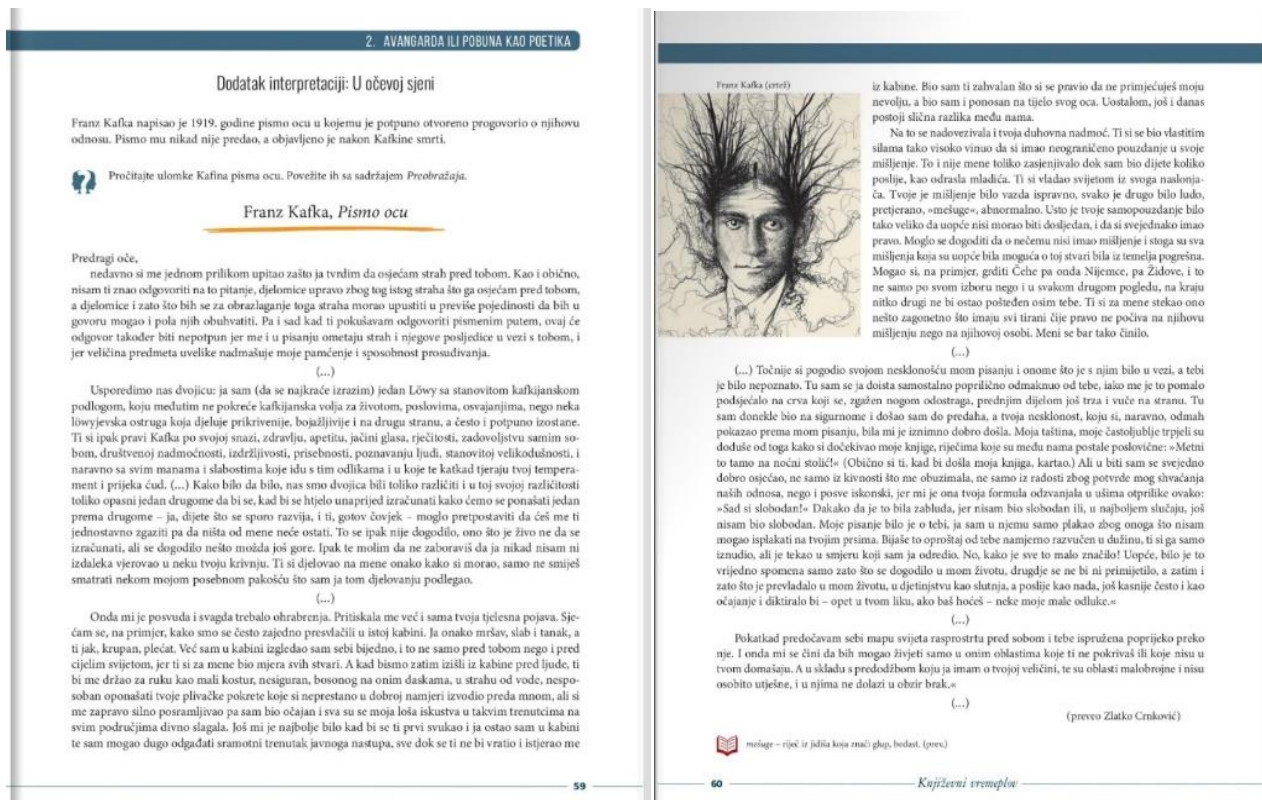 2. AVANGARDA ILI POBUNA KAO POETIKA
Dodatak interpretaciji: U očevoj sjeni
Franz Kafka napisao je 1919. godine pismo ocu u kojemu je potpuno otvoreno progovorio o njihovu
odnosu. Pismo mu nikad nije predao, a objavljeno je nakon Kafkine smrti.
Pročitajte ulomke Kafina pisma ocu. Povežite ih sa sadržajem Preobražaja.
Franz Kafka, Pismo ocu
Predragi oče,
nedavno si me jednom prilikom upitao zašto ja tvrdim da osjećam strah pred tobom. Kao i obično,
nisam ti znao odgovoriti na to pitanje, djelomice upravo zbog tog istog straha što ga osjećam pred tobom,
a djelomice i zato što bih se za obrazlaganje toga straha morao upustiti u previše pojedinosti da bih u
govoru mogao i pola njih obuhvatiti. Pa i sad kad ti pokušavam odgovoriti pismenim putem, ovaj će
odgovor također biti nepotpun jer me i u pisanju ometaju strah i njegove posljedice u vezi s tobom, i
jer veličina predmeta uvelike nadmašuje moje pamćenje i sposobnost prosuđivanja.
(...)
Usporedimo nas dvojicu: ja sam (da se najkraće izrazim) jedan Löwy sa stanovitom kafkijanskom
podlogom, koju međutim ne pokreće kafkijanska volja za životom, poslovima, osvajanjima, nego neka
löwyjevska ostruga koja djeluje prikrivenije, bojažljivije i na drugu stranu, a često i potpuno izostane.
Ti si ipak pravi Kafka po svojoj snazi, zdravlju, apetitu, jačini glasa, rječitosti, zadovoljstvu samim so-
bom, društvenoj nadmoćnosti, izdržljivosti, prisebnosti, poznavanju ljudi, stanovitoj velikodušnosti, i
naravno sa svim manama i slabostima koje idu s tim odlikama i u koje te katkad tjeraju tvoj tempera-
ment i prijeka ćud. (...) Kako bilo da bilo, nas smo dvojica bili toliko različiti i u toj svojoj različitosti
toliko opasni jedan drugome da bi se, kad bi se htjelo unaprijed izračunati kako ćemo se ponašati jedan
prema drugome – ja, dijete što se sporo razvija, i ti, gotov čovjek – moglo pretpostaviti da ćeš me ti
jednostavno zgaziti pa da ništa od mene neće ostati. To se ipak nije dogodilo, ono što je živo ne da se
izračunati, ali se dogodilo nešto možda još gore. Ipak te molim da ne zaboraviš da ja nikad nisam ni
izdaleka vjerovao u neku tvoju krivnju. Ti si djelovao na mene onako kako si morao, samo ne smiješ
smatrati nekom mojom posebnom pakošću što sam ja tom djelovanju podlegao.
(...)
Onda mi je posvuda i svagda trebalo ohrabrenja. Pritiskala me već i sama tvoja tjelesna pojava. Sje-
ćam se, na primjer, kako smo se često zajedno presvlačili u istoj kabini. Ja onako mršav, slab i tanak, a
ti jak, krupan, plećat. Već sam u kabini izgledao sam sebi bijedno, i to ne samo pred tobom nego i pred
cijelim svijetom, jer ti si za mene bio mjera svih stvari. A kad bismo zatim izišli iz kabine pred ljude, ti
bi me držao za ruku kao mali kostur, nesiguran, bosonog na onim daskama, u strahu od vode, nespo-
soban oponašati tvoje plivačke pokrete koje si neprestano u dobroj namjeri izvodio preda mnom, ali si
me zapravo silno posramljivao pa sam bio očajan i sva su se moja loša iskustva u takvim trenutcima na
svim područjima divno slagala. Još mi je najbolje bilo kad bi se ti prvi svukao i ja ostao sam u kabini
te sam mogao dugo odgađati sramotni trenutak javnoga nastupa, sve dok se ti ne bi vratio i istjerao me
59
Franz Kafka (crtež)
iz kabine. Bio sam ti zahvalan što si se pravio da ne primjećuješ moju
nevolju, a bio sam i ponosan na tijelo svog oca. Uostalom, još i danas
postoji slična razlika među nama.
Na to se nadovezivala i tvoja duhovna nadmoć. Ti si se bio vlastitim
silama tako visoko vinuo da si imao neograničeno pouzdanje u svoje
mišljenje. To i nije mene toliko zasjenjivalo dok sam bio dijete koliko
poslije, kao odrasla mladića. Ti si vladao svijetom iz svoga naslonja-
ča. Tvoje je mišljenje bilo vazda ispravno, svako je drugo bilo ludo,
pretjerano, »mešuge«, abnormalno. Usto je tvoje samopouzdanje bilo
tako veliko da uopće nisi morao biti dosljedan, i da si svejednako imao
pravo. Moglo se dogoditi da o nečemu nisi imao mišljenje i stoga su sva
mišljenja koja su uopće bila moguća o toj stvari bila iz temelja pogrešna.
Mogao si, na primjer, grditi Čehe pa onda Nijemce, pa Židove, i to
ne samo po svom izboru nego i u svakom drugom pogledu, na kraju
nitko drugi ne bi ostao pošteđen osim tebe. Ti si za mene stekao ono
nešto zagonetno što imaju svi tirani čije pravo ne počiva na njihovu
mišljenju nego na njihovoj osobi. Meni se bar tako činilo.
(...)
(...) Točnije si pogodio svojom nesklonošću mom pisanju i onome što je s njim bilo u vezi, a tebi
je bilo nepoznato. Tu sam se ja doista samostalno poprilično odmaknuo od tebe, iako me je to pomalo
podsjećalo na crva koji se, zgažen nogom odostraga, prednjim dijelom još trza i vuče na stranu. Tu
sam donekle bio na sigurnome i došao sam do predaha, a tvoja nesklonost, koju si, naravno, odmah
pokazao prema mom pisanju, bila mi je iznimno dobro došla. Moja taština, moje častoljublje trpjeli su
doduše od toga kako si dočekivao moje knjige, riječima koje su među nama postale poslovične: »Metni
to tamo na noćni stolić!« (Obično si ti, kad bi došla moja knjiga, kartao.) Ali u biti sam se svejedno
dobro osjećao, ne samo iz kivnosti što me obuzimala, ne samo iz radosti zbog potvrde mog shvaćanja
naših odnosa, nego i posve iskonski, jer mi je ona tvoja formula odzvanjala u ušima otprilike ovako:
»Sad si slobodan!« Dakako da je to bila zabluda, jer nisam bio slobodan ili, u najboljem slučaju, još
nisam bio slobodan. Moje pisanje bilo je o tebi, ja sam u njemu samo plakao zbog onoga što nisam
mogao isplakati na tvojim prsima. Bijaše to oproštaj od tebe namjerno razvučen u dužinu, ti si ga samo
iznudio, ali je tekao u smjeru koji sam ja odredio. No, kako je sve to malo značilo! Uopće, bilo je to
vrijedno spomena samo zato što se dogodilo u mom životu, drugdje se ne bi ni primijetilo, a zatim i
zato što je prevladalo u mom životu, u djetinjstvu kao slutnja, a poslije kao nada, još kasnije često i kao
očajanje i diktiralo bi – opet u tvom liku, ako baš hoćeš – neke moje male odluke.«
(...)
Pokatkad predočavam sebi mapu svijeta rasprostrtu pred sobom i tebe ispružena poprijeko preko
nje. I onda mi se čini da bih mogao živjeti samo u onim oblastima koje ti ne pokrivaš ili koje nisu u
tvom domašaju. A u skladu s predodžbom koju ja imam o tvojoj veličini, te su oblasti malobrojne i nisu
osobito utješne, i u njima ne dolazi u obzir brak.«
(...)
(preveo Zlatko Crnković)
mešuge – riječ iz jidiša koja znači glup, bedast. (prev.)
60
Književni vremeplov